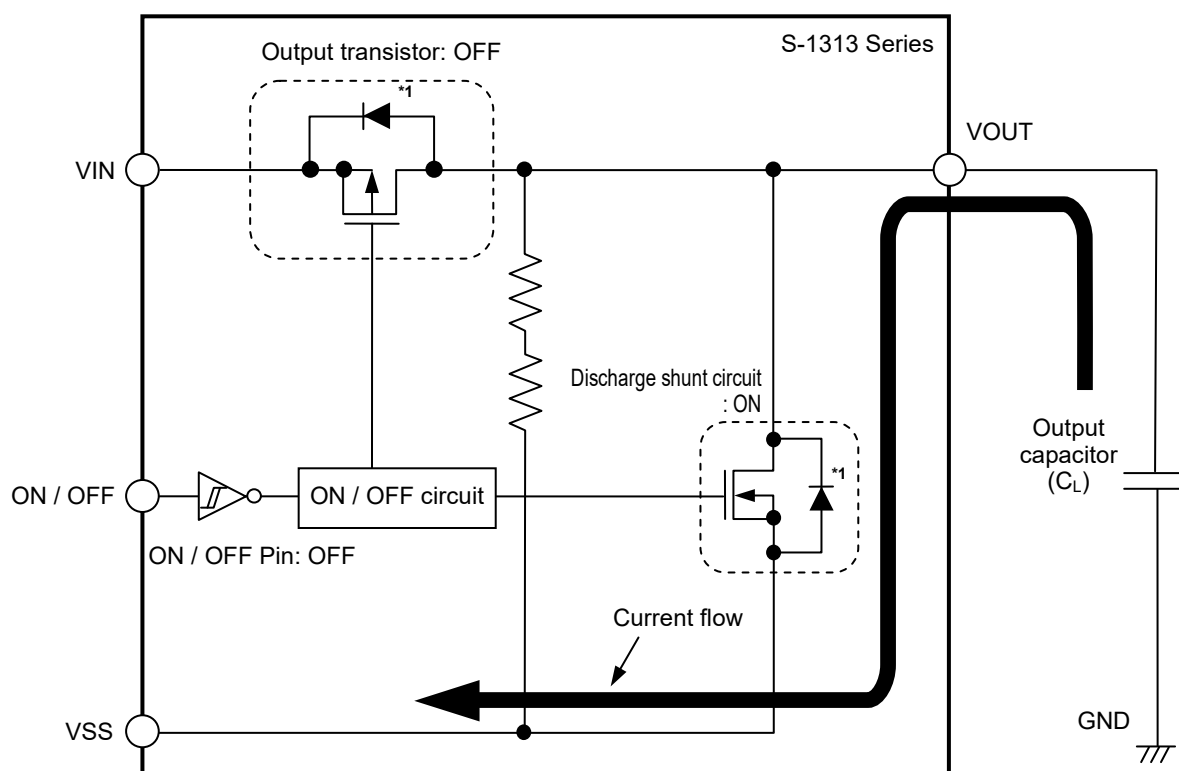 S-1313 Series
Output transistor: OFF
*1
VOUT
VIN
Discharge shunt circuit
: ON
*1
Output
capacitor
(CL)
ON / OFF
ON / OFF circuit
ON / OFF Pin: OFF
Current flow
VSS
GND